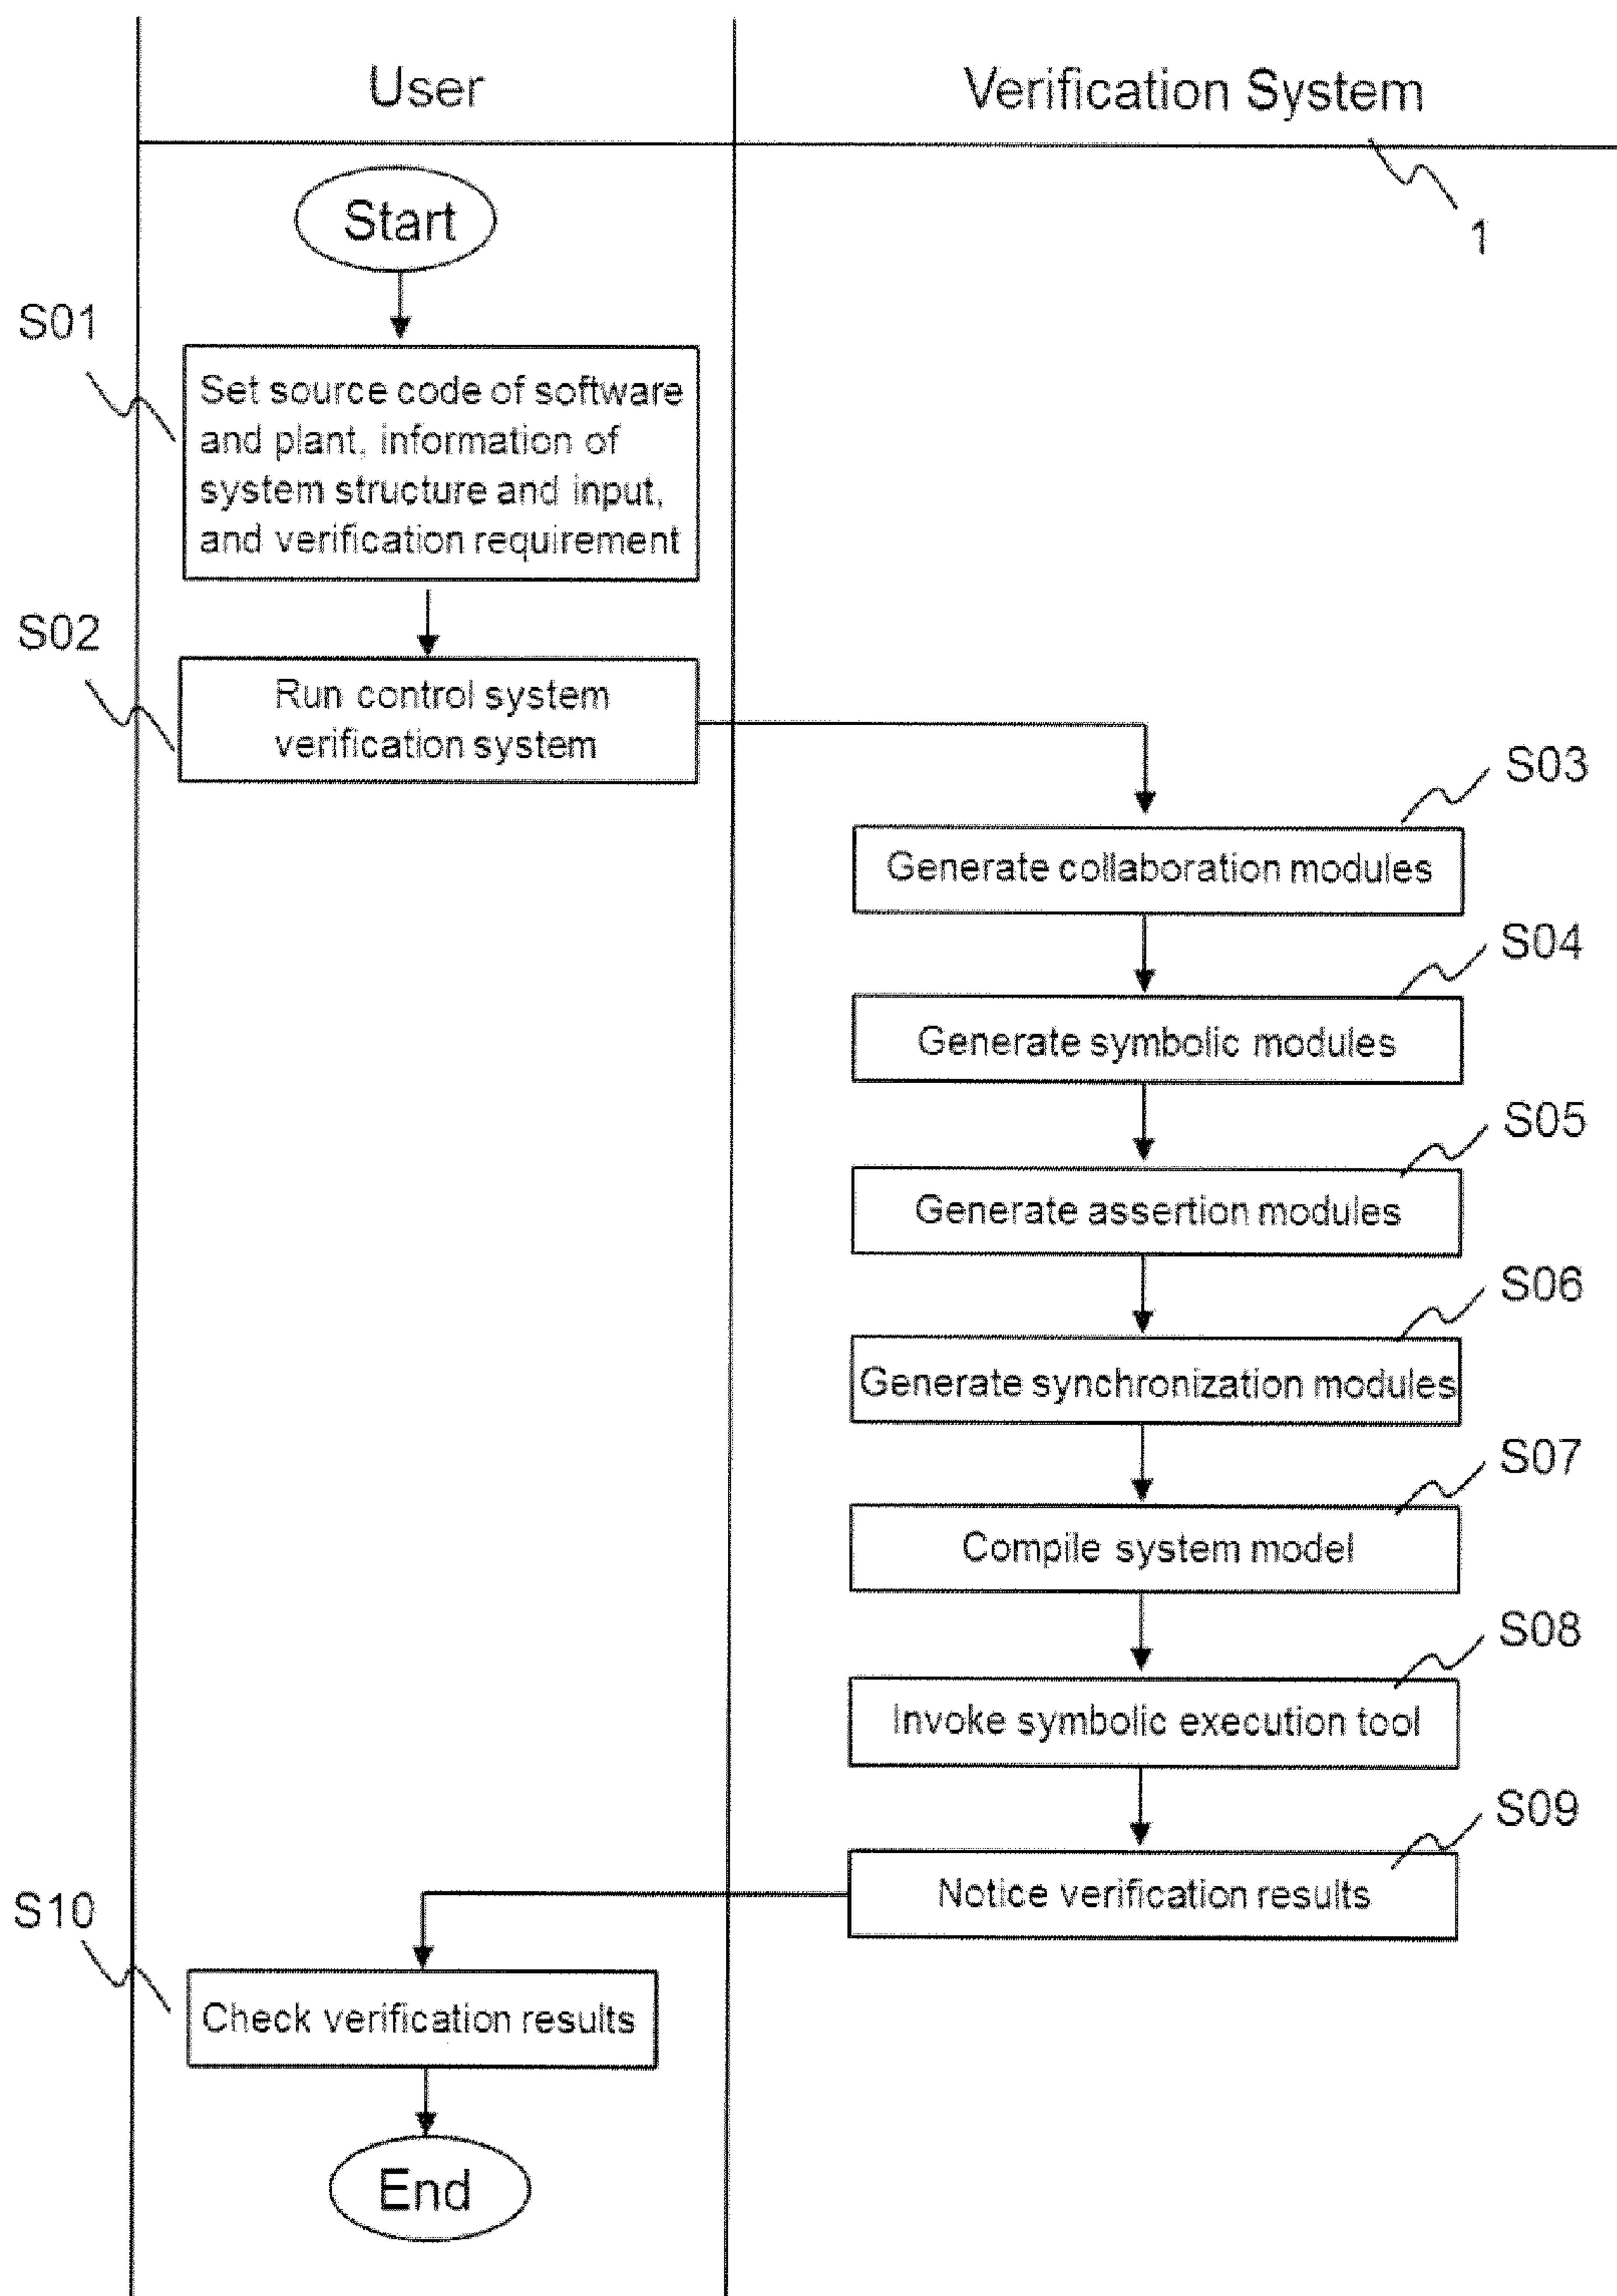 User
Verification System
1
Start
S01
Set source code of software
and plant, information of
system structure and input,
and verification requirement
S02
Run control system
verification system
S03
Generate collaboration modules
S04
Generate symbolic modules
S05
Generate assertion modules
S06
Generate synchronization modules
S07
Compile system model
S08
Invoke symbolic execution tool
S09
Notice verification results
S10
Check verification results
End